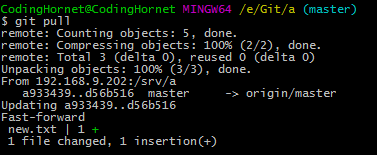 CodingHornet@CodingHornet MINGW64 /e/Git/a (master)
$ git pull
remote: Counting objects: 5, done.
remote: Compressing objects: 100% (2/2), done.
remote: Total 3 (delta 0), reused 0 (delta 0)
Unpacking objects: 100% (3/3), done.
From 192.168.9.202:/srv/a
   a933439..d56b516  master     -> origin/master
Updating a933439..d56b516
Fast-forward
 new.txt | 1 +
 1 file changed, 1 insertion(+)